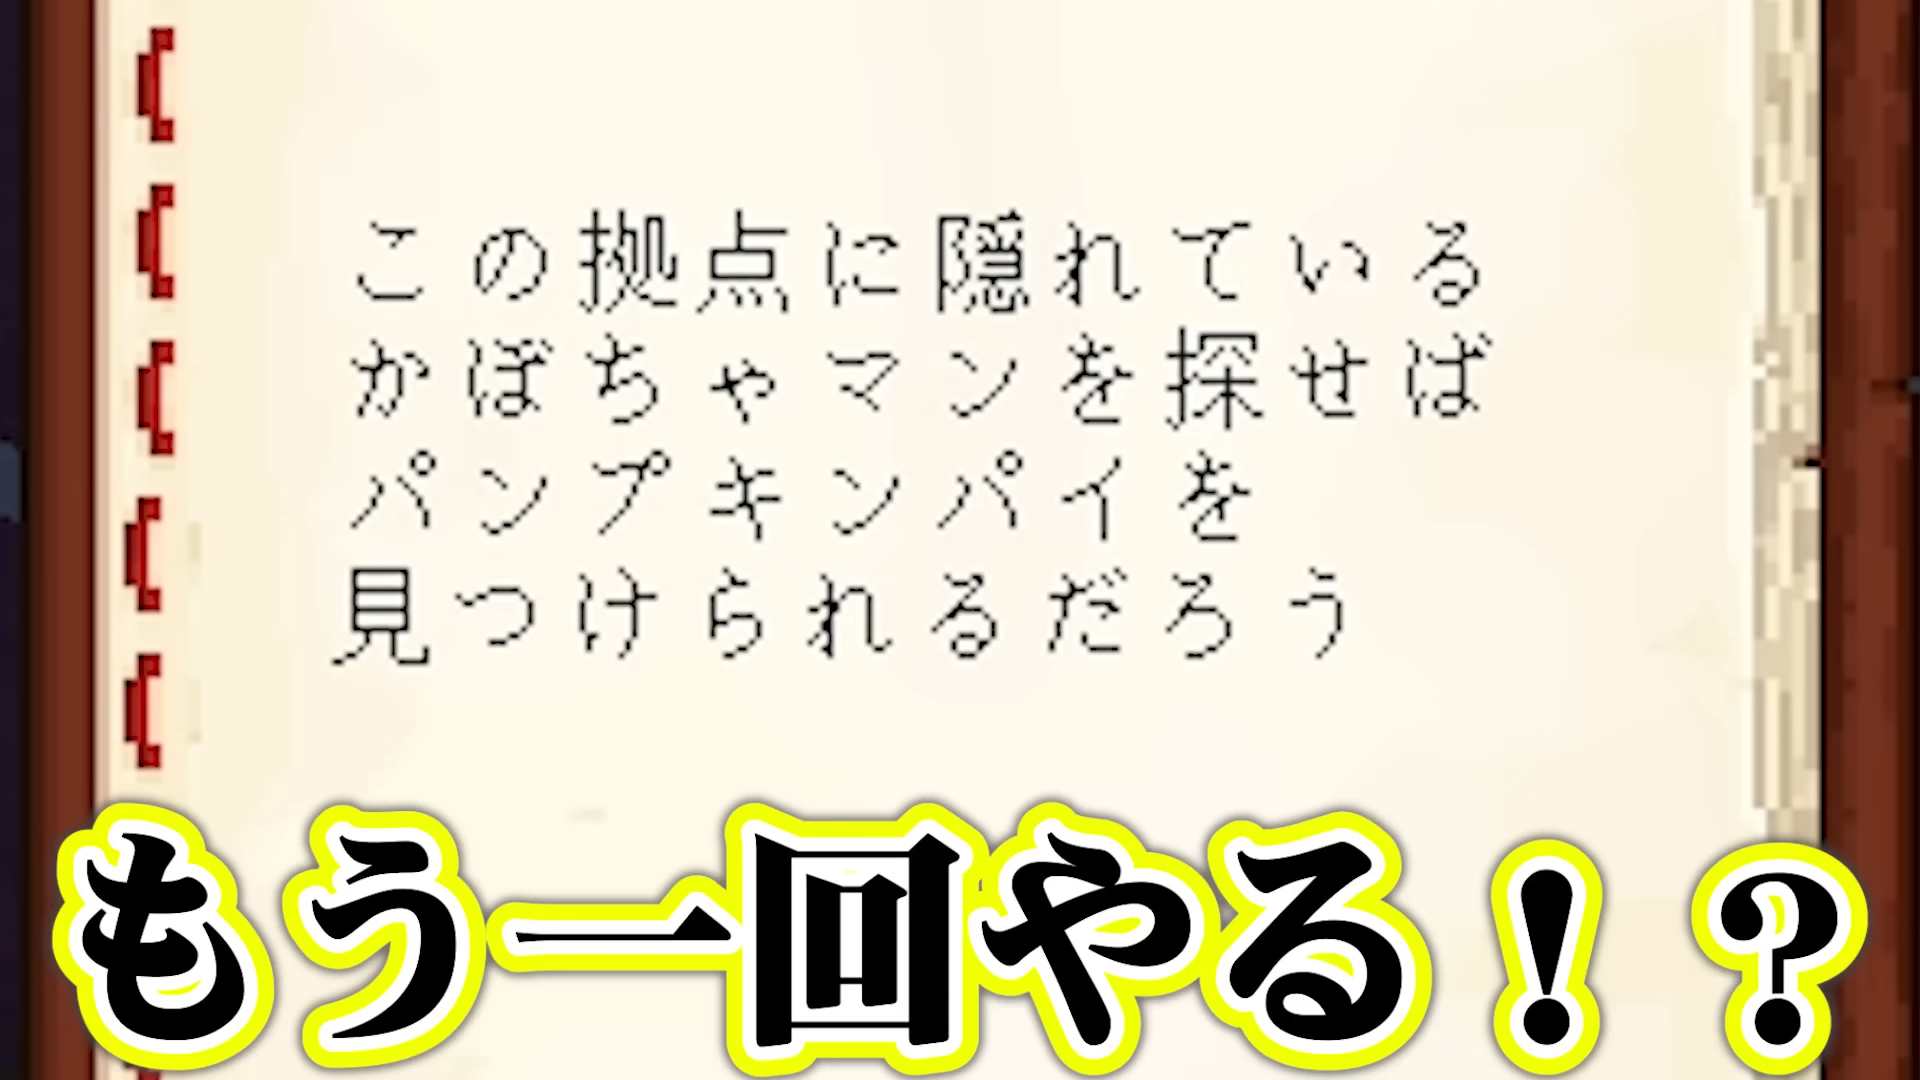 この拠点に隠れている
かぼちゃマンを探せば
パンプキンパイを
見つけられるだろう
もう一回やる！？